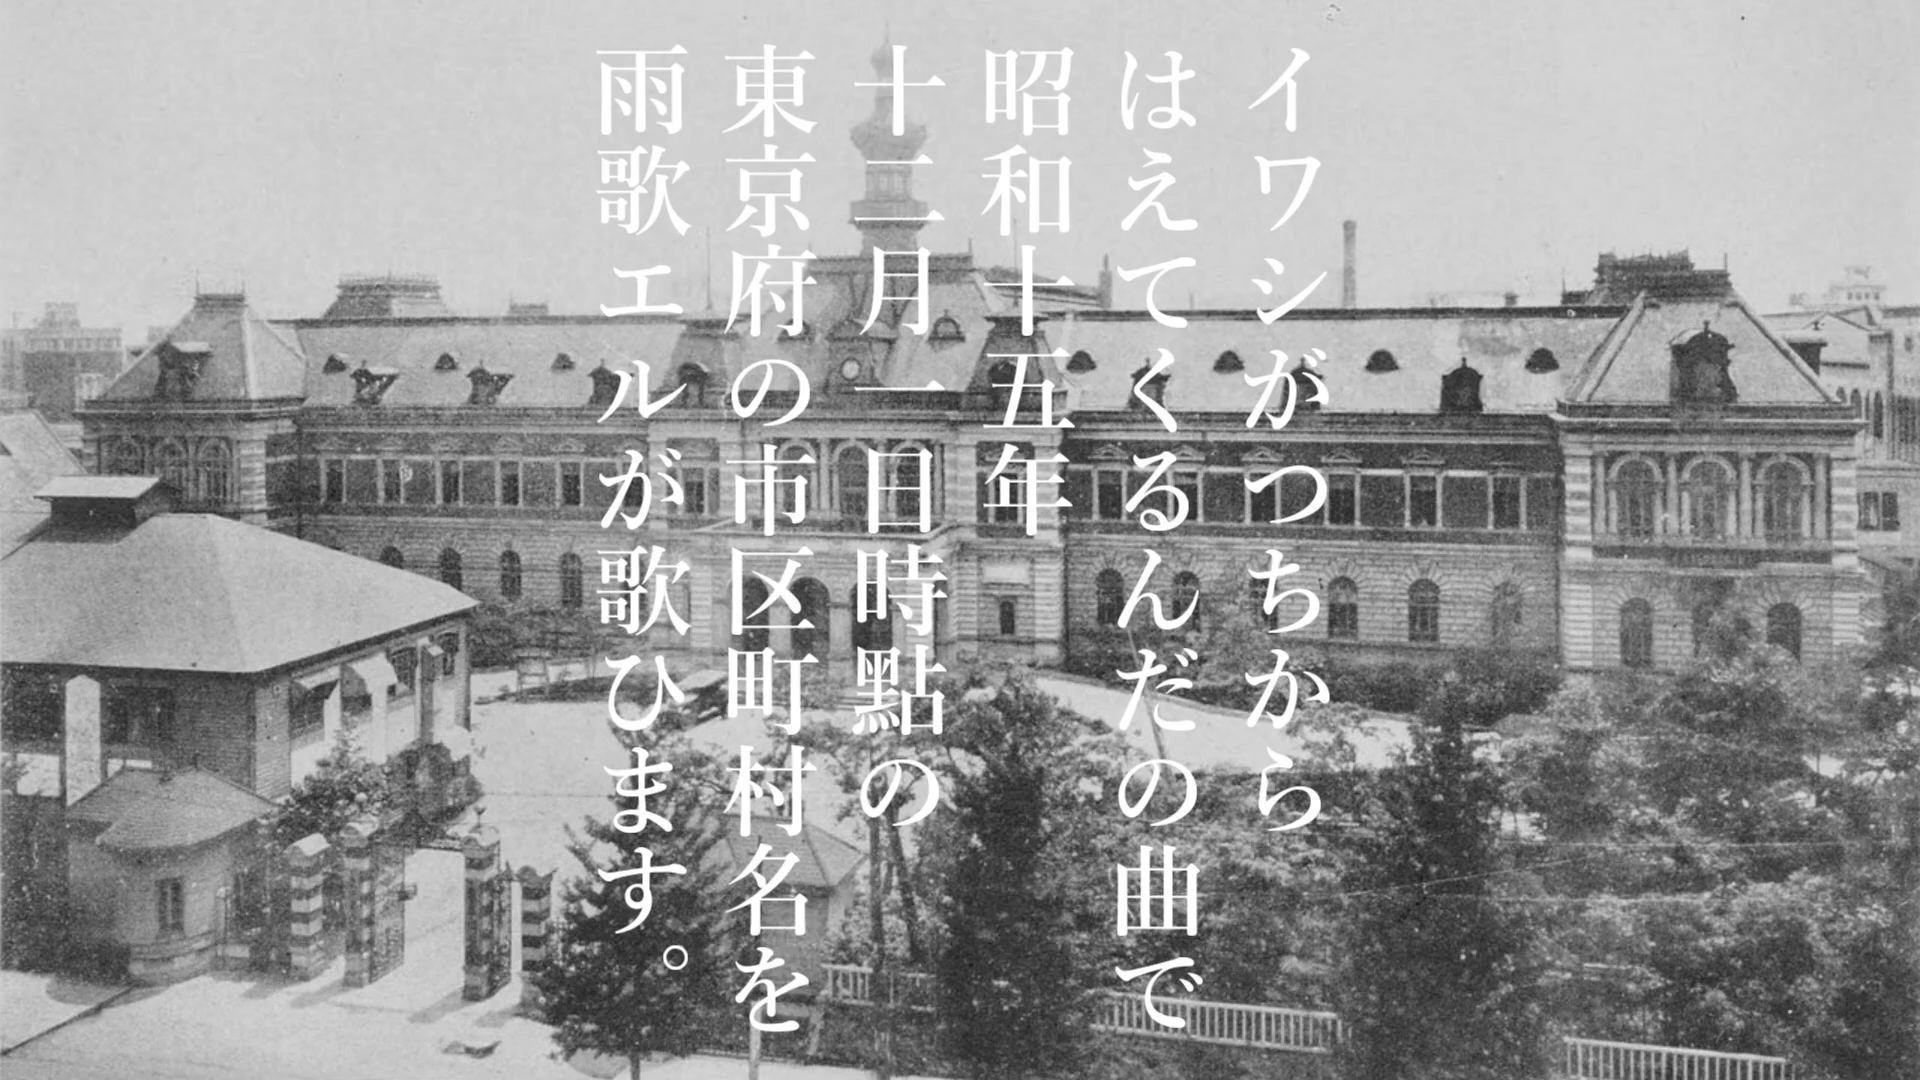 イワシがつちから
はえてくるんだの曲で
昭和十五年
十二月一日時點の
東京府の市区町村名を
雨歌エルが歌ひます。